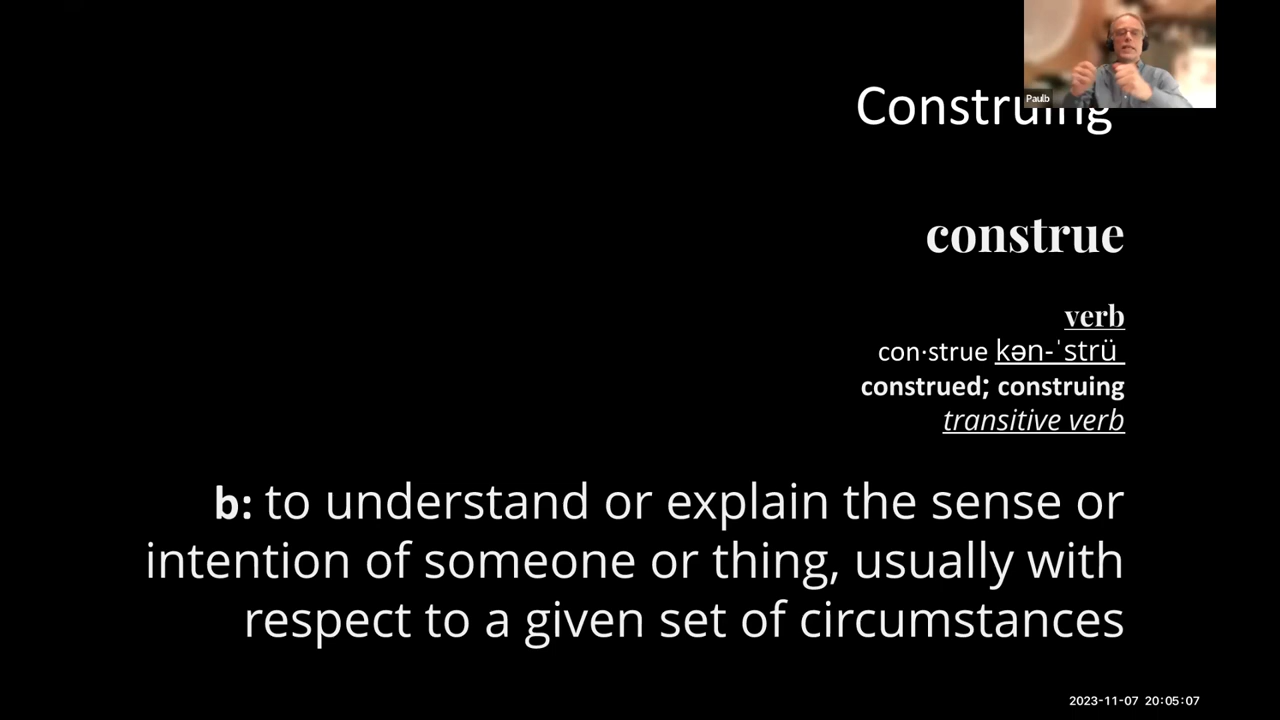 Paulb
Construing
construe
verb
con·strue kən-ˈstrü
construed; construing
transitive verb
b: to understand or explain the sense or
intention of someone or thing, usually with
respect to a given set of circumstances
2023-11-07 20:05:07